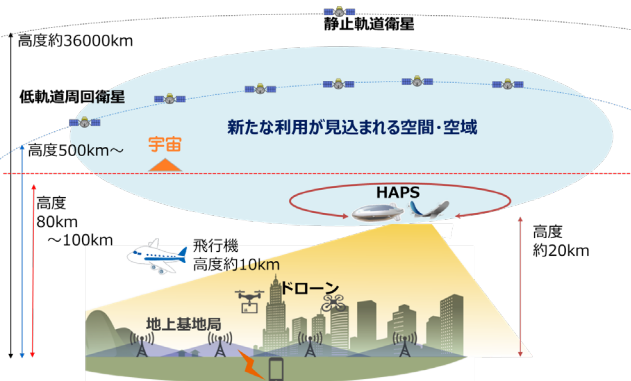 静止軌道衛星
高度約36000km
低軌道周回衛星
新たな利用が見込まれる空間・空域
宇宙
高度500km～
HAPS
高度
80km
～100km
高度
約20km
飛行機
高度約10km
ドローン
地上基地局